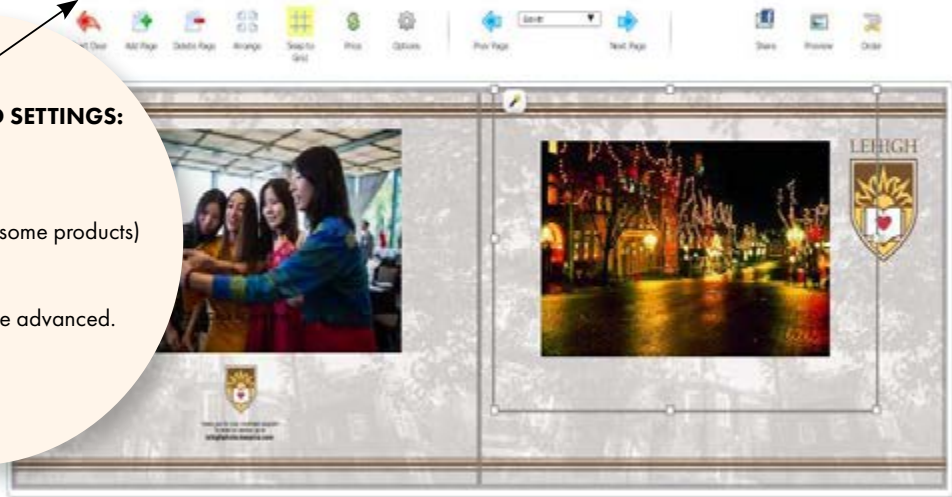 Add Page
Delete Page
Arrange
Snap to
Grid
Price
Options
Prev Page
Next Page
Share
Preview
Order
SETTINGS:
some products)
advanced.
LEHIGH